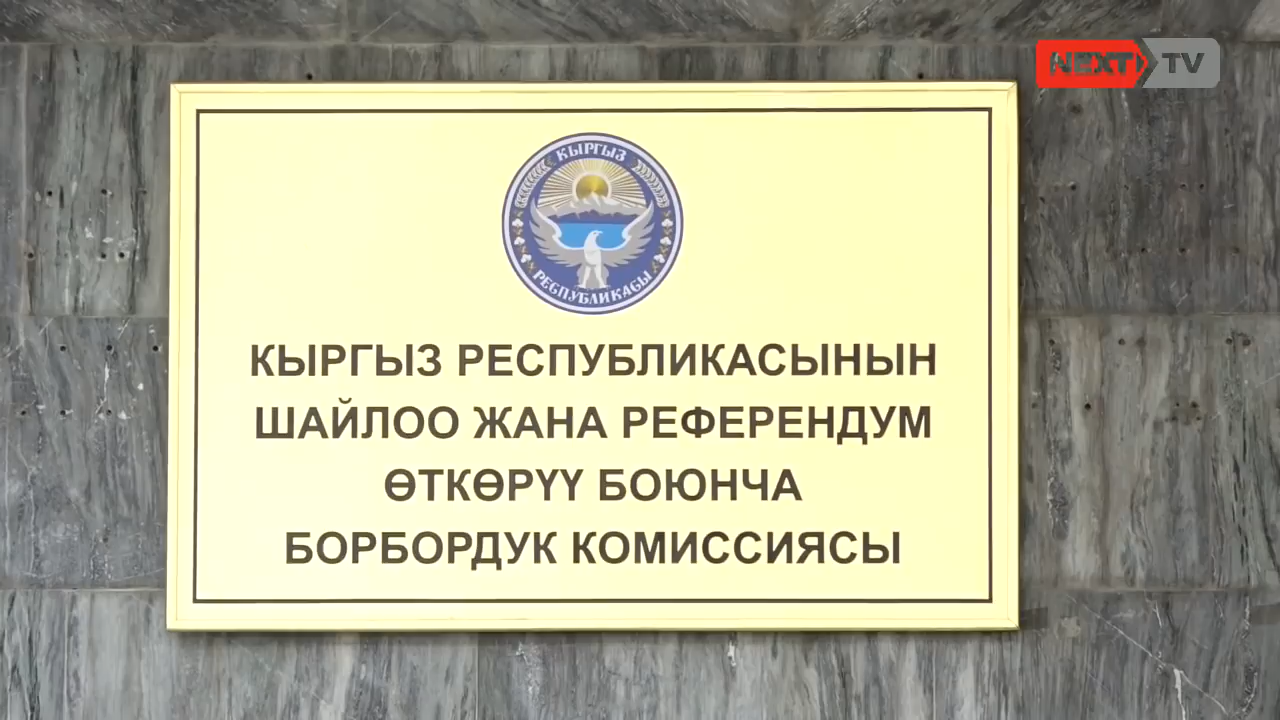 NEXT TV
КЫРГЫЗ
РЕСПУБЛИКАСЫ
КЫРГЫЗ РЕСПУБЛИКАСЫНЫН
ШАЙЛОО ЖАНА РЕФЕРЕНДУМ
ӨТКӨРҮҮ БОЮНЧА
БОРБОРДУК КОМИССИЯСЫ